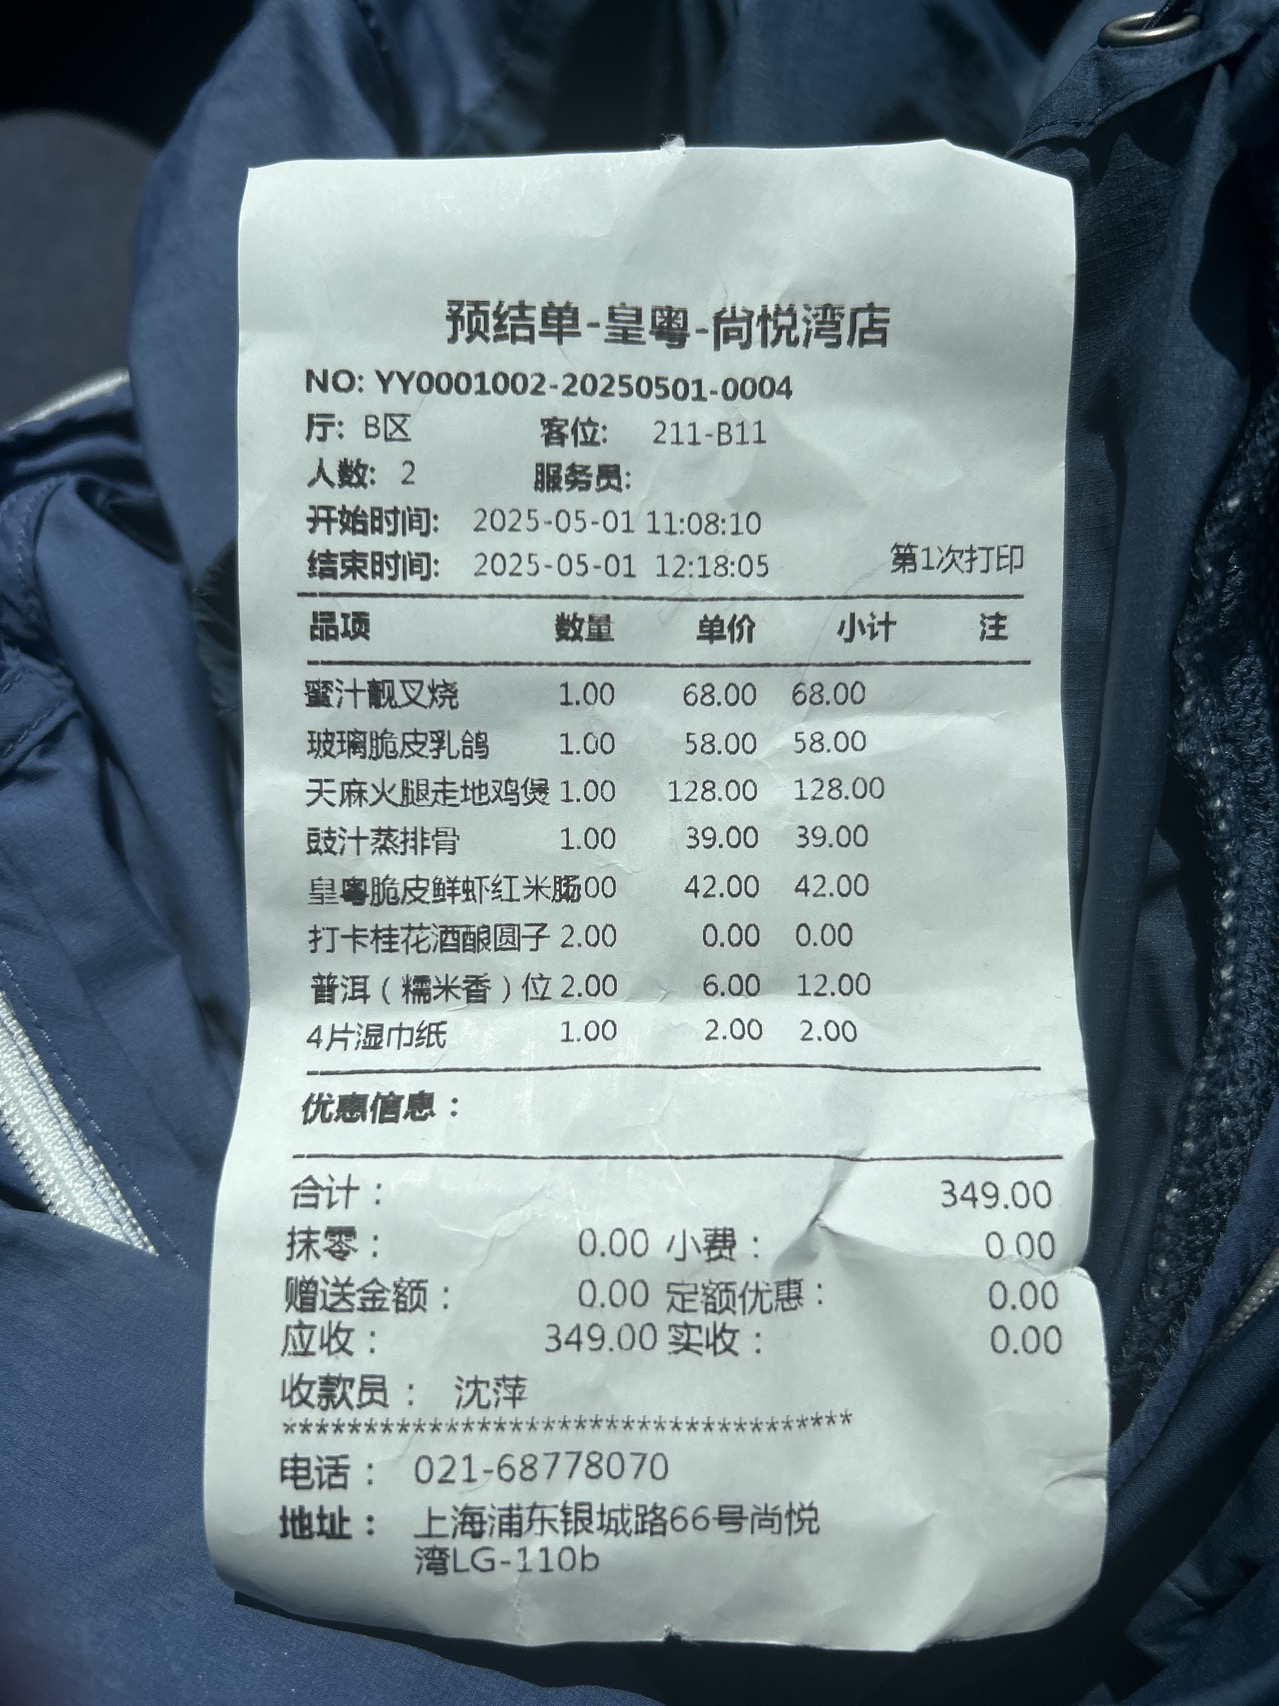 预结单-皇粤-尚悦湾店
NO: YY0001002-20250501-0004
厅: B区 客位: 211-B11
人数: 2 服务员:
开始时间: 2025-05-01 11:08:10
结束时间: 2025-05-01 12:18:05 第1次打印
品项 数量 单价 小计 注
蜜汁靓叉烧 1.00 68.00 68.00
玻璃脆皮乳鸽 1.00 58.00 58.00
天麻火腿走地鸡煲 1.00 128.00 128.00
豉汁蒸排骨 1.00 39.00 39.00
皇粤脆皮鲜虾红米肠 .00 42.00 42.00
打卡桂花酒酿圆子 2.00 0.00 0.00
普洱（糯米香）位 2.00 6.00 12.00
4片湿巾纸 1.00 2.00 2.00
优惠信息：
合计： 349.00
抹零： 0.00 小费： 0.00
赠送金额： 0.00 定额优惠： 0.00
应收： 349.00 实收： 0.00
收款员： 沈萍
***********************************
电话： 021-68778070
地址： 上海浦东银城路66号尚悦
湾LG-110b